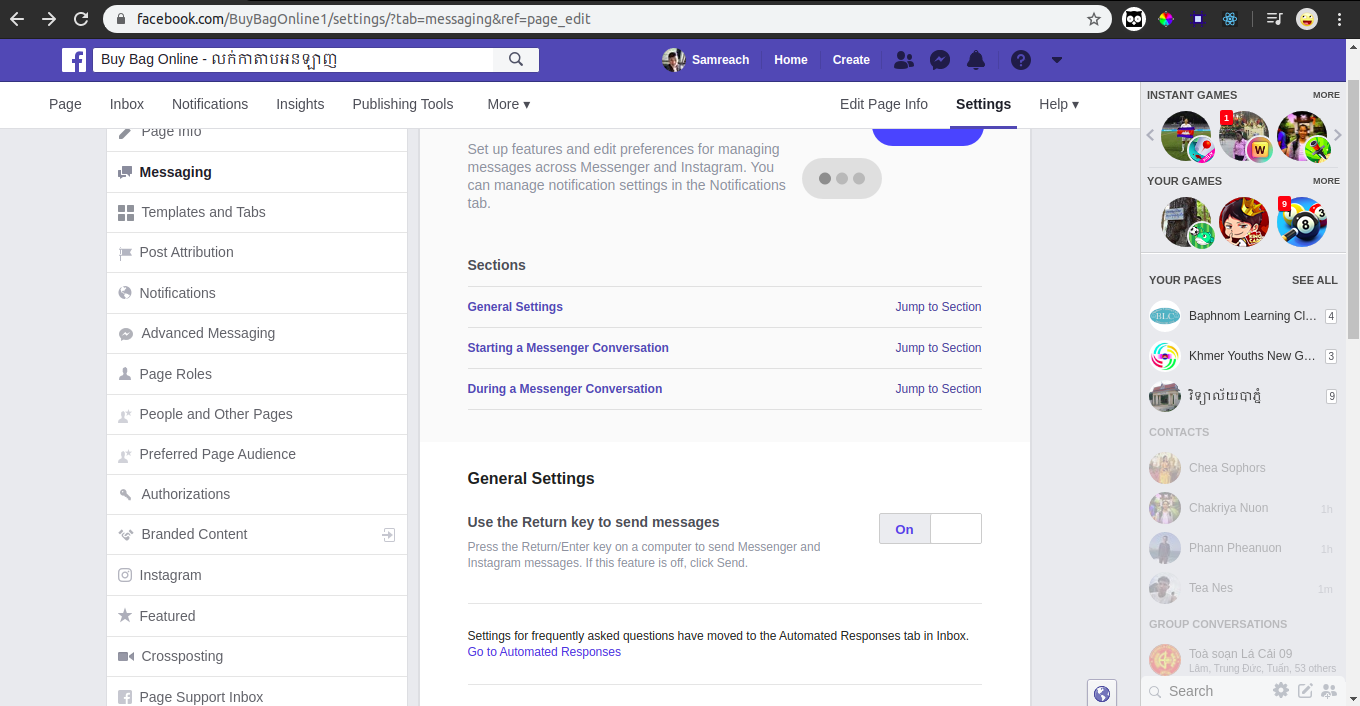 facebook.com/BuyBagOnline1/settings/?tab=messaging&ref=page_edit
Buy Bag Online - លក់កាតាបអនឡាញ
Samreach
Home
Create
Page
Inbox
Notifications
Insights
Publishing Tools
More ▾
Edit Page Info
Settings
Help ▾
Page Info
Messaging
Templates and Tabs
Post Attribution
Notifications
Advanced Messaging
Page Roles
People and Other Pages
Preferred Page Audience
Authorizations
Branded Content
Instagram
Featured
Crossposting
Page Support Inbox
Set up features and edit preferences for managing
messages across Messenger and Instagram. You
can manage notification settings in the Notifications
tab.
Sections
General Settings
Jump to Section
Starting a Messenger Conversation
Jump to Section
During a Messenger Conversation
Jump to Section
General Settings
Use the Return key to send messages
On
Press the Return/Enter key on a computer to send Messenger and
Instagram messages. If this feature is off, click Send.
Settings for frequently asked questions have moved to the Automated Responses tab in Inbox.
Go to Automated Responses
INSTANT GAMES
MORE
1
W
YOUR GAMES
MORE
9
8
3
YOUR PAGES
SEE ALL
BLC
Baphnom Learning Cl...
4
Khmer Youths New G...
3
វិទ្យាល័យបាភ្នំ
9
CONTACTS
Chea Sophors
Chakriya Nuon
1h
Phann Pheanuon
1h
Tea Nes
1m
GROUP CONVERSATIONS
Toà soạn Lá Cải 09
Lâm, Trung Đức, Tuấn, 53 others
Search